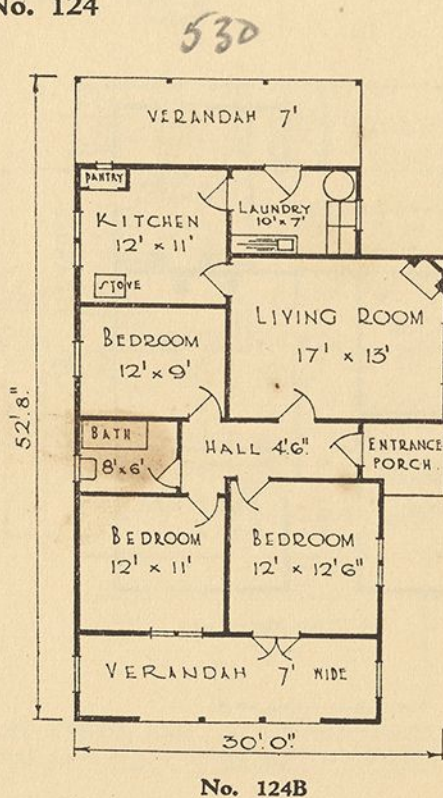 No. 124
530
VERANDAH 7'
PANTRY
KITCHEN
12' x 11'
STOVE
LAUNDRY
10' x 7'
LIVING ROOM
17' x 13'
BEDROOM
12' x 9'
BATH
8' x 6'
HALL 4'6"
ENTRANCE
PORCH.
BEDROOM
12' x 11'
BEDROOM
12' x 12'6"
VERANDAH 7' WIDE
52'.8."
30'.0."
No. 124B